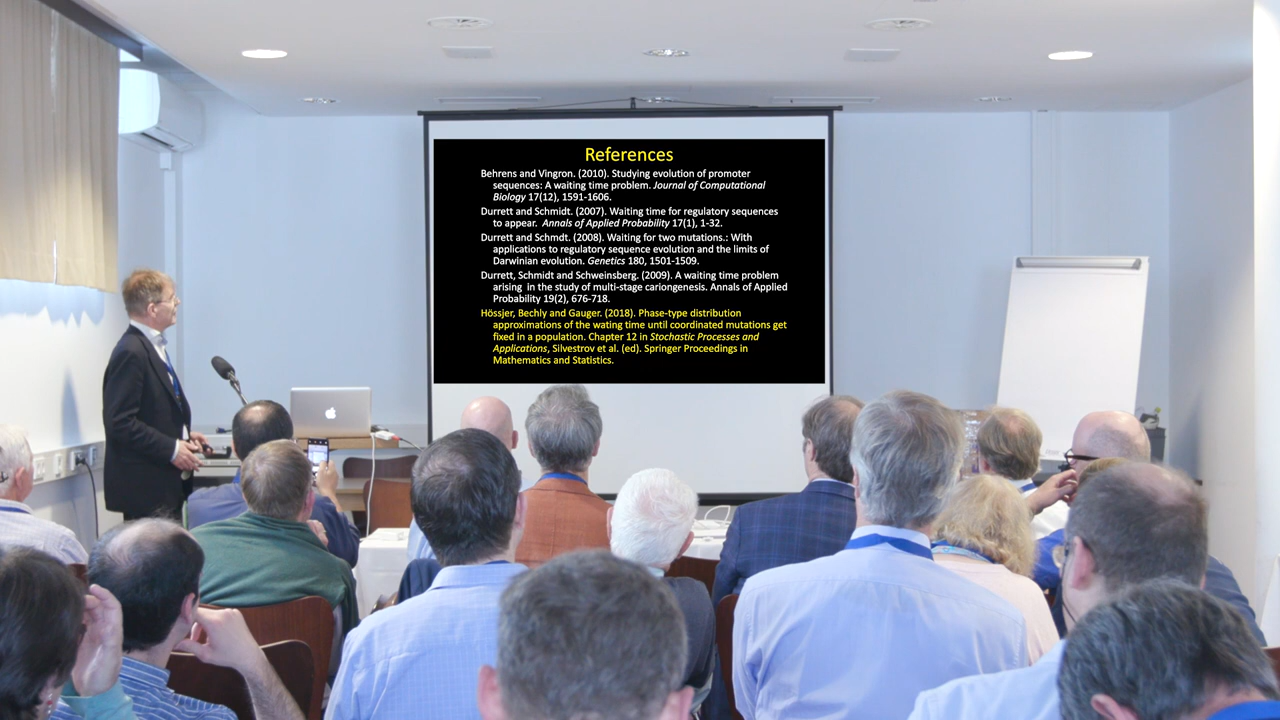 References
Behrens and Vingron. (2010). Studying evolution of promoter
sequences: A waiting time problem. Journal of Computational
Biology 17(12), 1591-1606.
Durrett and Schmidt. (2007). Waiting time for regulatory sequences
to appear. Annals of Applied Probability 17(1), 1-32.
Durrett and Schmdt. (2008). Waiting for two mutations.: With
applications to regulatory sequence evolution and the limits of
Darwinian evolution. Genetics 180, 1501-1509.
Durrett, Schmidt and Schweinsberg. (2009). A waiting time problem
arising in the study of multi-stage cariongenesis. Annals of Applied
Probability 19(2), 676-718.
Hössjer, Bechly and Gauger. (2018). Phase-type distribution
approximations of the wating time until coordinated mutations get
fixed in a population. Chapter 12 in Stochastic Processes and
Applications, Silvestrov et al. (ed). Springer Proceedings in
Mathematics and Statistics.